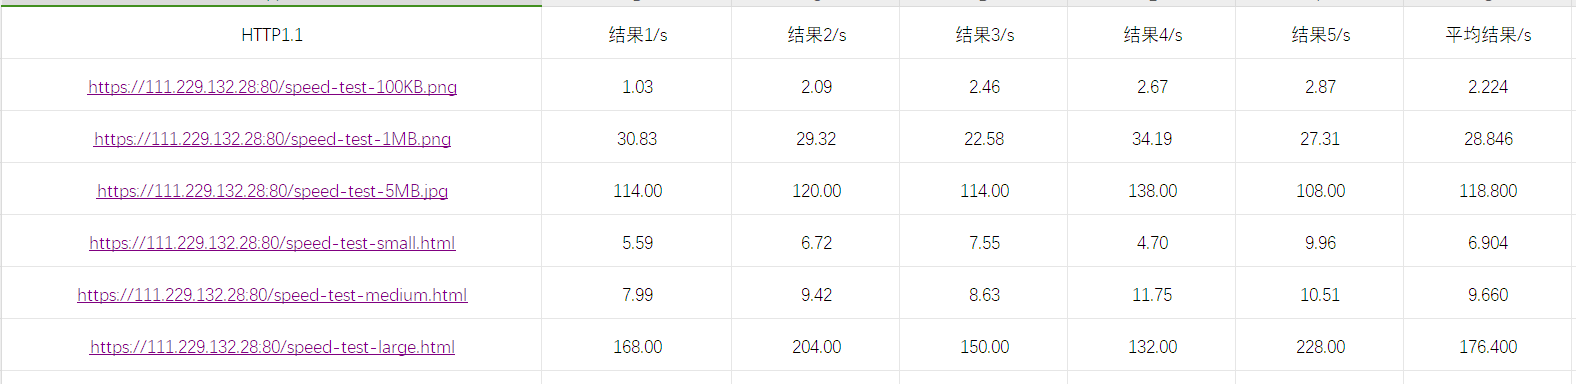 HTTP1.1 结果1/s 结果2/s 结果3/s 结果4/s 结果5/s 平均结果/s
https://111.229.132.28:80/speed-test-100KB.png 1.03 2.09 2.46 2.67 2.87 2.224
https://111.229.132.28:80/speed-test-1MB.png 30.83 29.32 22.58 34.19 27.31 28.846
https://111.229.132.28:80/speed-test-5MB.jpg 114.00 120.00 114.00 138.00 108.00 118.800
https://111.229.132.28:80/speed-test-small.html 5.59 6.72 7.55 4.70 9.96 6.904
https://111.229.132.28:80/speed-test-medium.html 7.99 9.42 8.63 11.75 10.51 9.660
https://111.229.132.28:80/speed-test-large.html 168.00 204.00 150.00 132.00 228.00 176.400